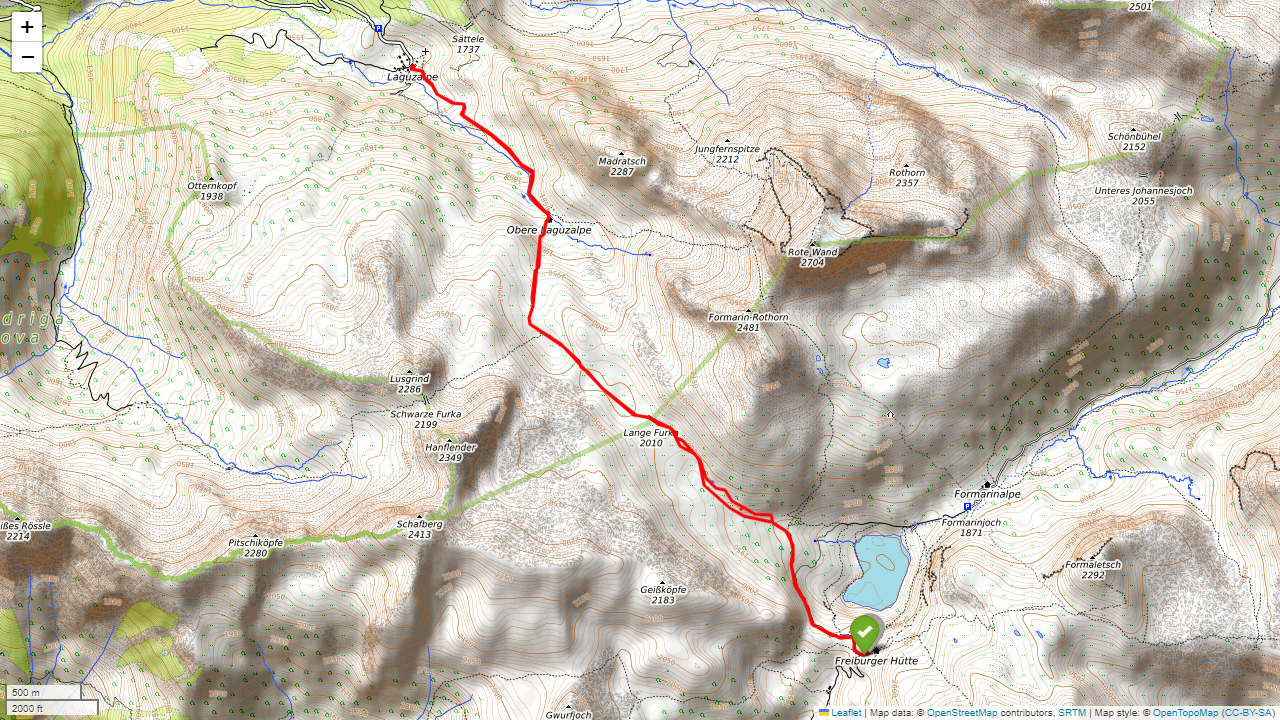 +
−
2501
Sättele
1737
Laguzalpe
Schönbühel
2152
Jungfernspitze
2212
Madratsch
2287
Rothorn
2357
Otternkopf
1938
Unteres Johannesjoch
2055
Obere Laguzalpe
Rote Wand
2704
Formarin-Rothorn
2481
Lusgrind
2286
Schwarze Furka
2199
Lange Furka
2010
Hanflender
2349
Formarinalpe
Formarinjoch
1871
Schafberg
2413
ißes Rössle
2214
Pitschiköpfe
2280
Formaletsch
2292
Geißköpfe
2183
Freiburger Hütte
Gwurfjoch
500 m
2000 ft
Leaflet | Map data: © OpenStreetMap contributors, SRTM | Map style: © OpenTopoMap (CC-BY-SA)